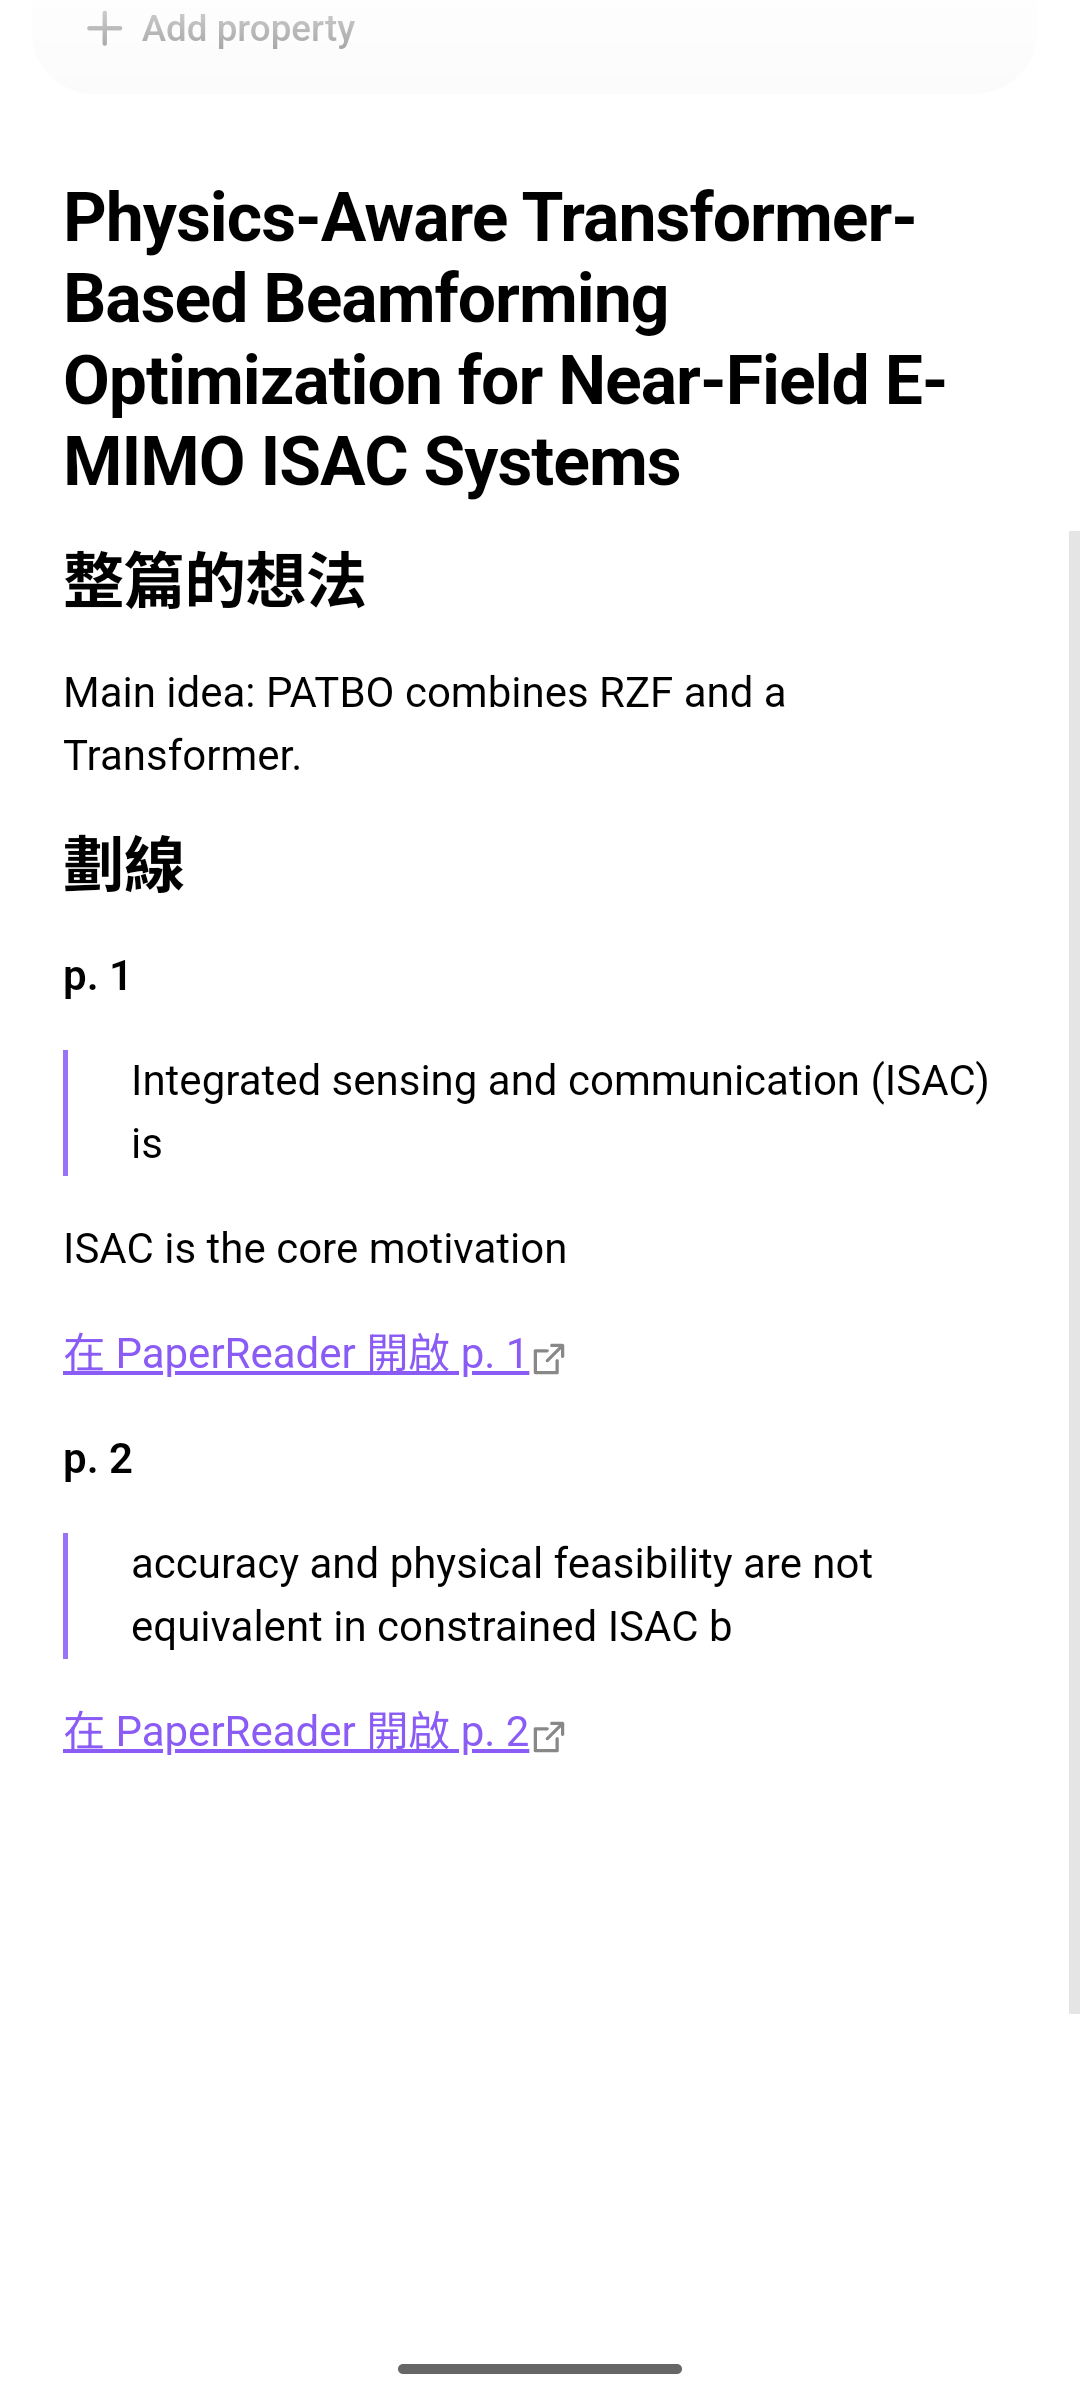 Add property
Physics-Aware Transformer-
Based Beamforming
Optimization for Near-Field E-
MIMO ISAC Systems
整篇的想法
Main idea: PATBO combines RZF and a
Transformer.
劃線
p. 1
Integrated sensing and communication (ISAC)
is
ISAC is the core motivation
在 PaperReader 開啟 p. 1
p. 2
accuracy and physical feasibility are not
equivalent in constrained ISAC b
在 PaperReader 開啟 p. 2